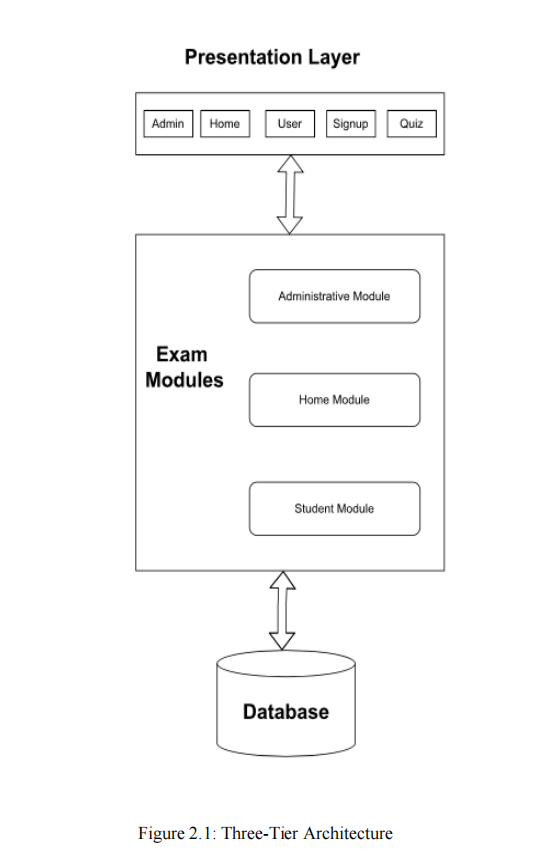 Presentation Layer
Admin
Home
User
Signup
Quiz
Administrative Module
Exam
Modules
Home Module
Student Module
Database
Figure 2.1: Three-Tier Architecture